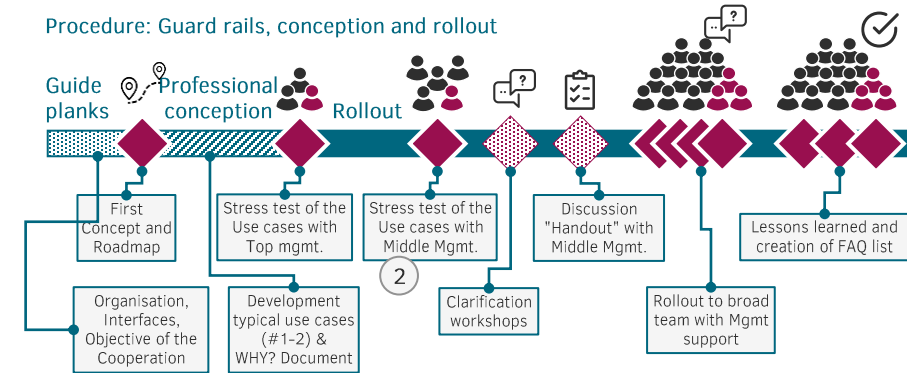 Procedure: Guard rails, conception and rollout
Guide
planks
Professional
conception
Rollout
?
?
?
First
Concept and
Roadmap
Stress test of the
Use cases with
Top mgmt.
Stress test of the
Use cases with
Middle Mgmt.
2
Discussion
"Handout" with
Middle Mgmt.
Lessons learned and
creation of FAQ list
Organisation,
Interfaces,
Objective of the
Cooperation
Development
typical use cases
(#1-2) &
WHY? Document
Clarification
workshops
Rollout to broad
team with Mgmt
support